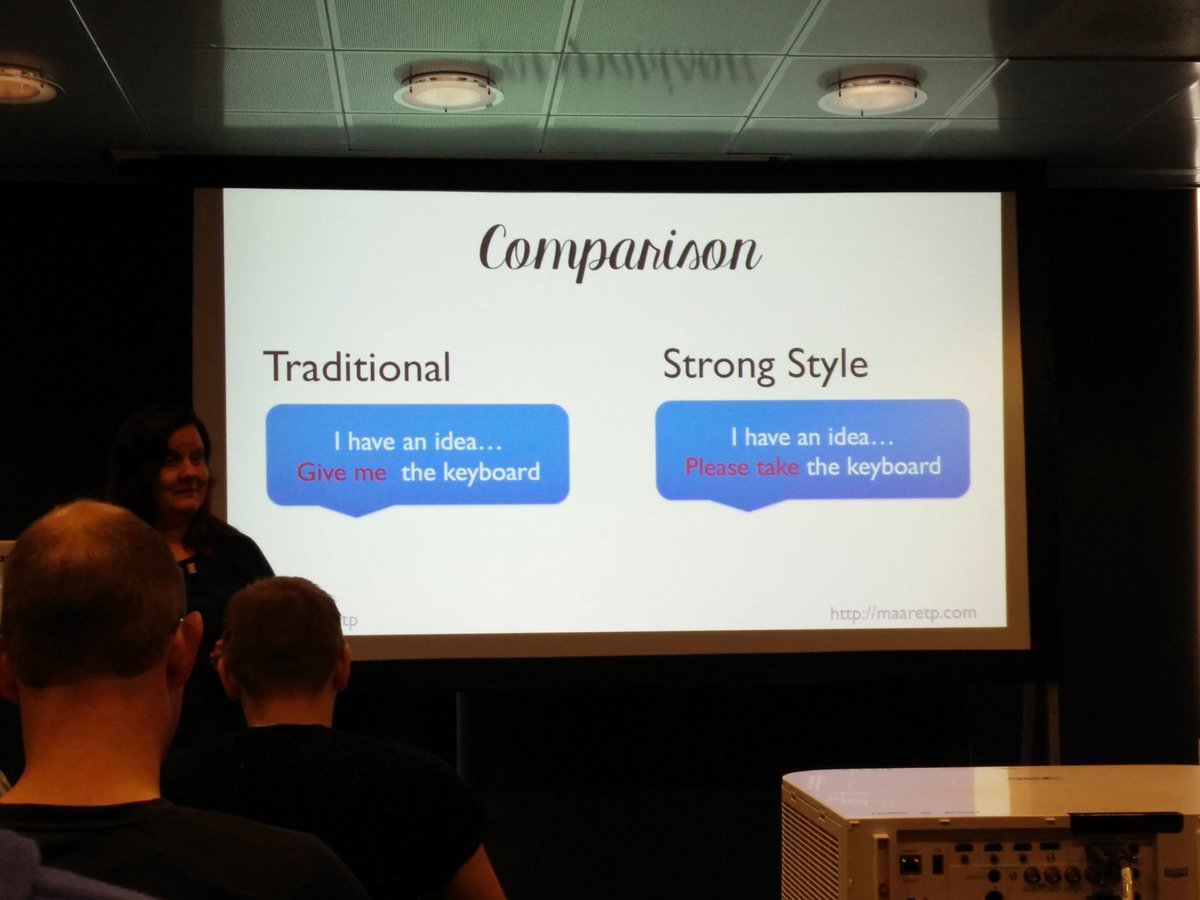 Comparison
Traditional
I have an idea…
Give me the keyboard
Strong Style
I have an idea…
Please take the keyboard
tp
http://maaretp.com